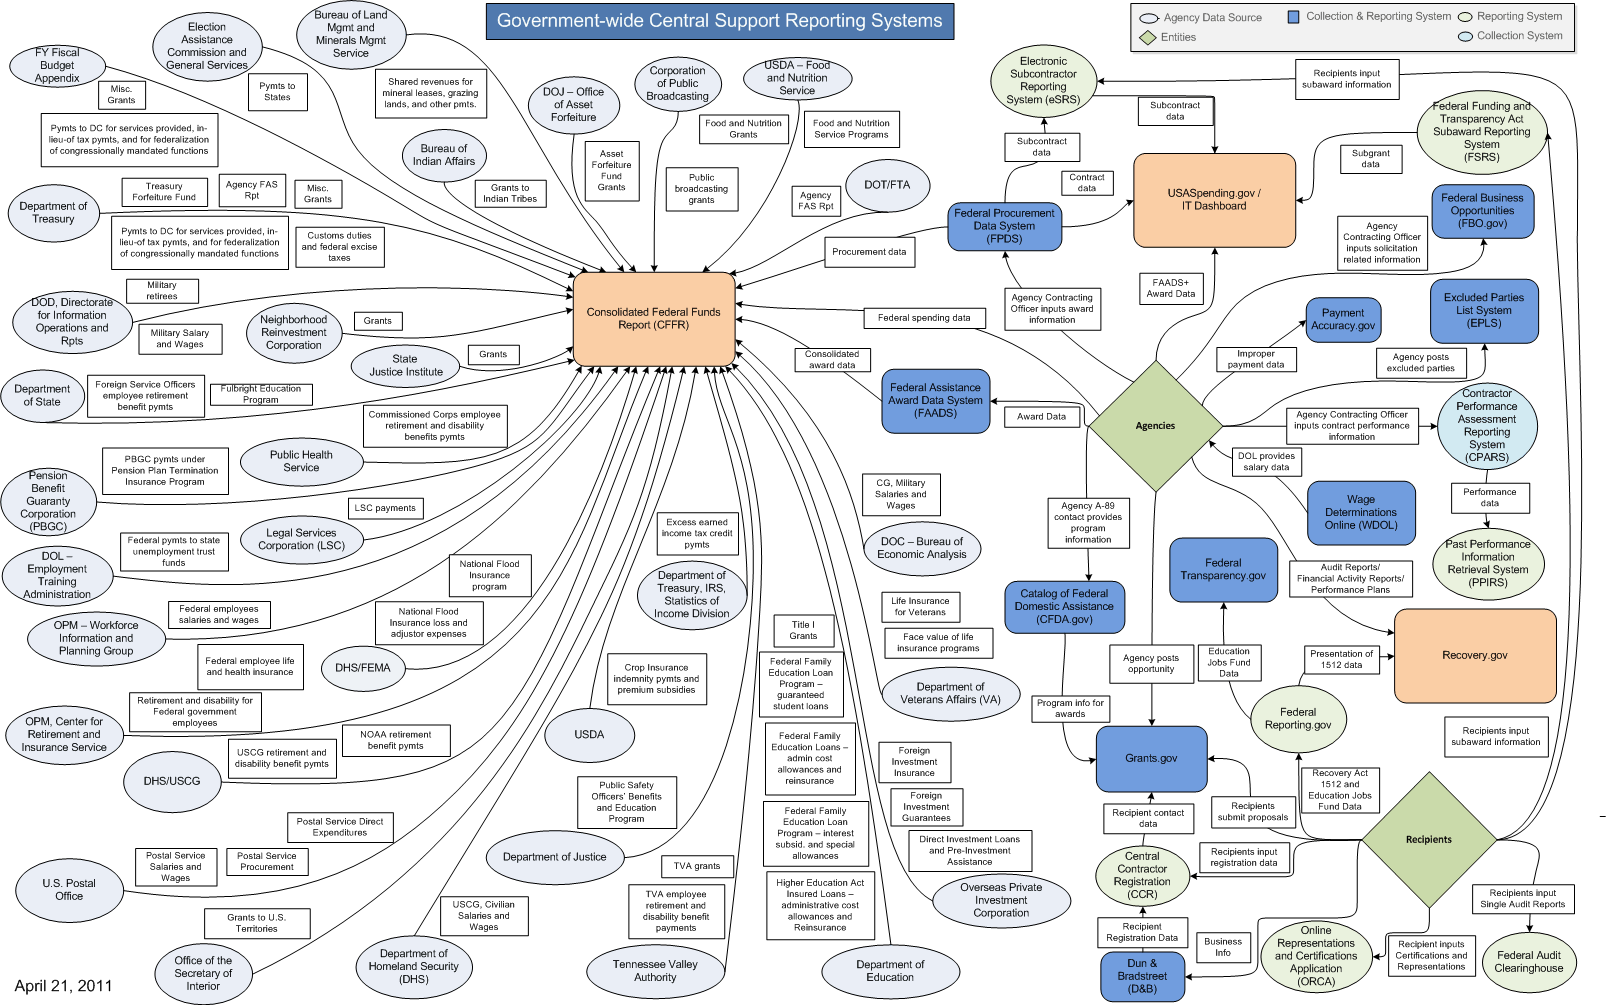 Government-wide Central Support Reporting Systems
Agency Data Source
Collection & Reporting System
Reporting System
Entities
Collection System
FY Fiscal
Budget
Appendix
Election
Assistance
Commission and
General Services
Bureau of Land
Mgmt and
Minerals Mgmt
Service
Misc.
Grants
Pymts to
States
Shared revenues for
mineral leases, grazing
lands, and other pmts.
DOJ – Office
of Asset
Forfeiture
Corporation
of Public
Broadcasting
USDA – Food
and Nutrition
Service
Pymts to DC for services provided, in-
lieu-of tax pymts, and for federalization
of congressionally mandated functions
Bureau of
Indian Affairs
Food and Nutrition
Grants
Food and Nutrition
Service Programs
Asset
Forfeiture
Fund
Grants
Grants to
Indian Tribes
Public
broadcasting
grants
DOT/FTA
Agency
FAS Rpt
Department of
Treasury
Treasury
Forfeiture Fund
Agency FAS
Rpt
Misc.
Grants
Pymts to DC for services provided, in-
lieu-of tax pymts, and for federalization
of congressionally mandated functions
Customs duties
and federal excise
taxes
Procurement data
Military
retirees
DOD, Directorate
for Information
Operations and
Rpts
Military Salary
and Wages
Neighborhood
Reinvestment
Corporation
Grants
Consolidated Federal Funds
Report (CFFR)
Federal spending data
State
Justice Institute
Grants
Consolidated
award data
Department
of State
Foreign Service Officers
employee retirement
benefit pymts
Fulbright Education
Program
Commissioned Corps employee
retirement and disability
benefits pymts
Public Health
Service
PBGC pymts under
Pension Plan Termination
Insurance Program
Pension
Benefit
Guaranty
Corporation
(PBGC)
LSC payments
Legal Services
Corporation (LSC)
Federal pymts to state
unemployment trust
funds
DOL –
Employment
Training
Administration
OPM – Workforce
Information and
Planning Group
Federal employees
salaries and wages
National Flood
Insurance
program
National Flood
Insurance loss and
adjustor expenses
DHS/FEMA
Federal employee life
and health insurance
Retirement and disability for
Federal government
employees
OPM, Center for
Retirement and
Insurance Service
USCG retirement and
disability benefit pymts
NOAA retirement
benefit pymts
DHS/USCG
Postal Service Direct
Expenditures
Postal Service
Salaries and
Wages
Postal Service
Procurement
U.S. Postal
Office
Grants to U.S.
Territories
Office of the
Secretary of
Interior
April 21, 2011
USCG, Civilian
Salaries and
Wages
Department of
Homeland Security
(DHS)
Excess earned
income tax credit
pymts
Department of
Treasury, IRS,
Statistics of
Income Division
Crop Insurance
indemnity pymts and
premium subsidies
USDA
Public Safety
Officers' Benefits
and Education
Program
Department of Justice
TVA grants
TVA employee
retirement and
disability benefit
payments
Tennessee Valley
Authority
CG, Military
Salaries and
Wages
DOC – Bureau of
Economic Analysis
Life Insurance
for Veterans
Face value of life
insurance programs
Department of
Veterans Affairs (VA)
Title I
Grants
Federal Family
Education Loan
Program –
guaranteed
student loans
Federal Family
Education Loans –
admin cost
allowances and
reinsurance
Federal Family
Education Loan
Program – interest
subsid. and special
allowances
Higher Education Act
Insured Loans –
administrative cost
allowances and
Reinsurance
Department of
Education
Foreign
Investment
Insurance
Foreign
Investment
Guarantees
Direct Investment Loans
and Pre-Investment
Assistance
Overseas Private
Investment
Corporation
Electronic
Subcontractor
Reporting
System (eSRS)
Recipients input
subaward information
Subcontract
data
Subcontract
data
Federal Funding and
Transparency Act
Subaward Reporting
System
(FSRS)
Subgrant
data
Contract
data
USASpending.gov /
IT Dashboard
Federal Procurement
Data System
(FPDS)
Federal Business
Opportunities
(FBO.gov)
Agency
Contracting Officer
inputs solicitation
related information
FAADS+
Award Data
Agency Contracting
Officer inputs award
information
Payment
Accuracy.gov
Excluded Parties
List System
(EPLS)
Improper
payment data
Agency posts
excluded parties
Federal Assistance
Award Data System
(FAADS)
Award Data
Agencies
Agency Contracting Officer
inputs contract performance
information
Contractor
Performance
Assessment
Reporting
System
(CPARS)
DOL provides
salary data
Wage
Determinations
Online (WDOL)
Performance
data
Past Performance
Information
Retrieval System
(PPIRS)
Agency A-89
contact provides
program
information
Federal
Transparency.gov
Audit Reports/
Financial Activity Reports/
Performance Plans
Catalog of Federal
Domestic Assistance
(CFDA.gov)
Agency posts
opportunity
Education
Jobs Fund
Data
Presentation of
1512 data
Recovery.gov
Program info for
awards
Federal
Reporting.gov
Recipients input
subaward information
Grants.gov
Recovery Act
1512 and
Education Jobs
Fund Data
Recipient contact
data
Recipients
submit proposals
Recipients
Recipients input
registration data
Central
Contractor
Registration
(CCR)
Recipient
Registration Data
Business
Info
Dun &
Bradstreet
(D&B)
Online
Representations
and Certifications
Application
(ORCA)
Recipient inputs
Certifications and
Representations
Recipients input
Single Audit Reports
Federal Audit
Clearinghouse